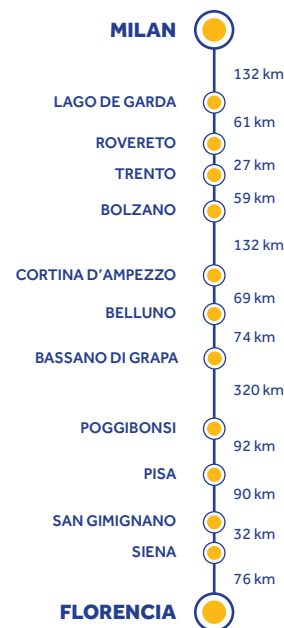 MILAN
132 km
LAGO DE GARDA
61 km
ROVERETO
27 km
TRENTO
59 km
BOLZANO
132 km
CORTINA D'AMPEZZO
69 km
BELLUNO
74 km
BASSANO DI GRAPA
320 km
POGGIBONSI
92 km
PISA
90 km
SAN GIMIGNANO
32 km
SIENA
76 km
FLORENCIA